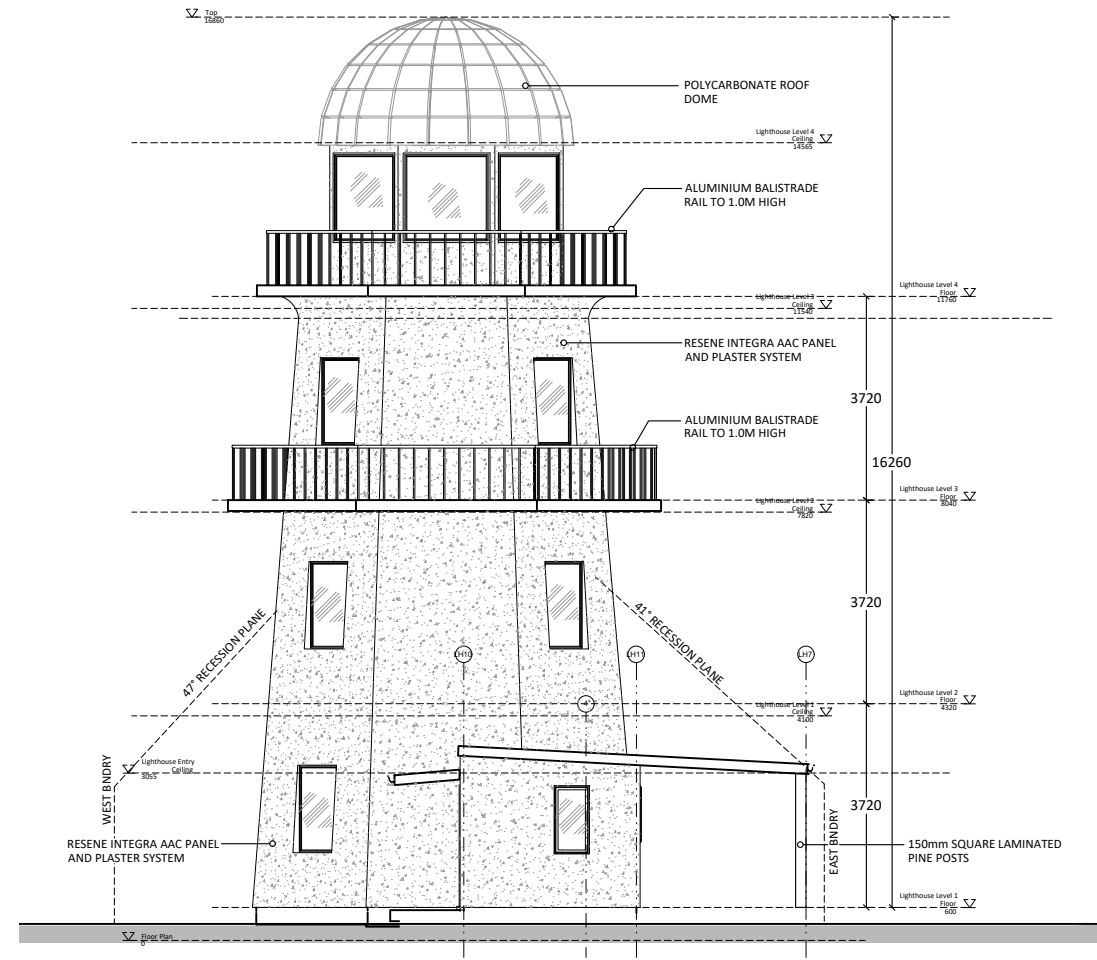 Top
16860
POLYCARBONATE ROOF
DOME
Lighthouse Level 4
Ceiling
14565
ALUMINIUM BALISTRADE
RAIL TO 1.0M HIGH
Lighthouse Level 4
Floor
11760
Lighthouse Level 3
Ceiling
11540
RESENE INTEGRA AAC PANEL
AND PLASTER SYSTEM
3720
ALUMINIUM BALISTRADE
RAIL TO 1.0M HIGH
16260
Lighthouse Level 3
Floor
8040
Lighthouse Level 2
Ceiling
7820
3720
47° RECESSION PLANE
41° RECESSION PLANE
LH10
LH11
LH7
Lighthouse Level 2
Floor
4320
4
Lighthouse Level 1
Ceiling
4100
Lighthouse Entry
Ceiling
3055
WEST BNDRY
3720
EAST BNDRY
RESENE INTEGRA AAC PANEL
AND PLASTER SYSTEM
150mm SQUARE LAMINATED
PINE POSTS
Lighthouse Level 1
Floor
600
Floor Plan
0